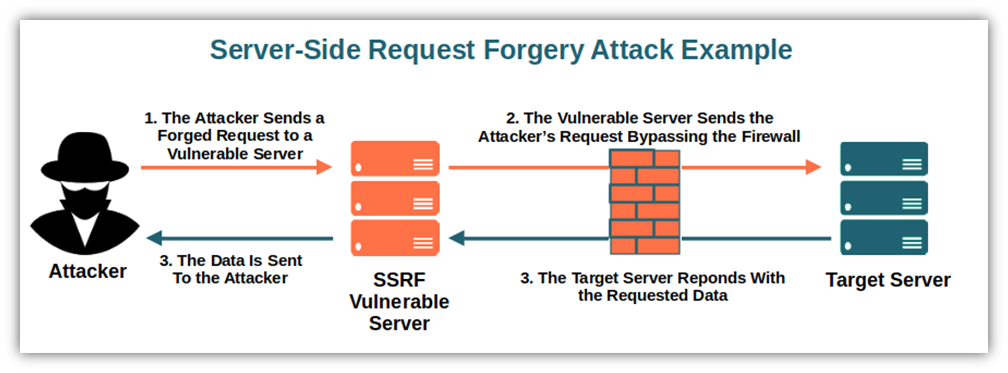 Server-Side Request Forgery Attack Example
1. The Attacker Sends a
Forged Request to a
Vulnerable Server
2. The Vulnerable Server Sends the
Attacker's Request Bypassing the Firewall
Attacker
3. The Data Is Sent
To the Attacker
SSRF
Vulnerable
Server
3. The Target Server Reponds With
the Requested Data
Target Server